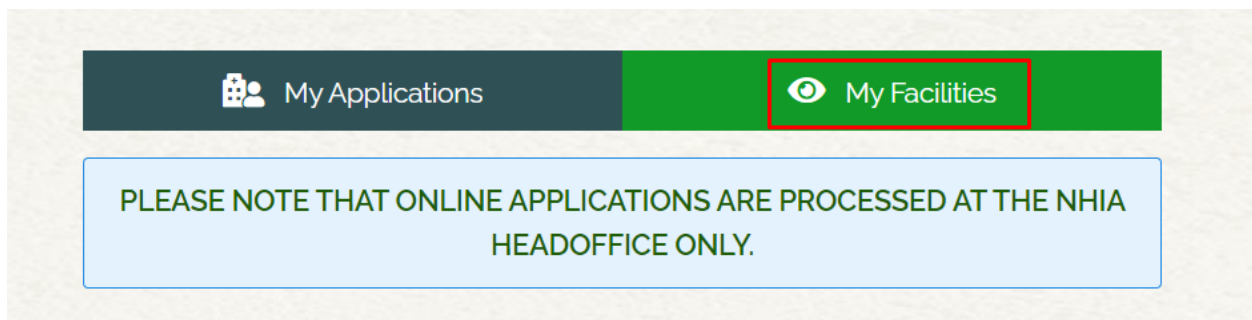 My Applications
My Facilities
PLEASE NOTE THAT ONLINE APPLICATIONS ARE PROCESSED AT THE NHIA
HEADOFFICE ONLY.